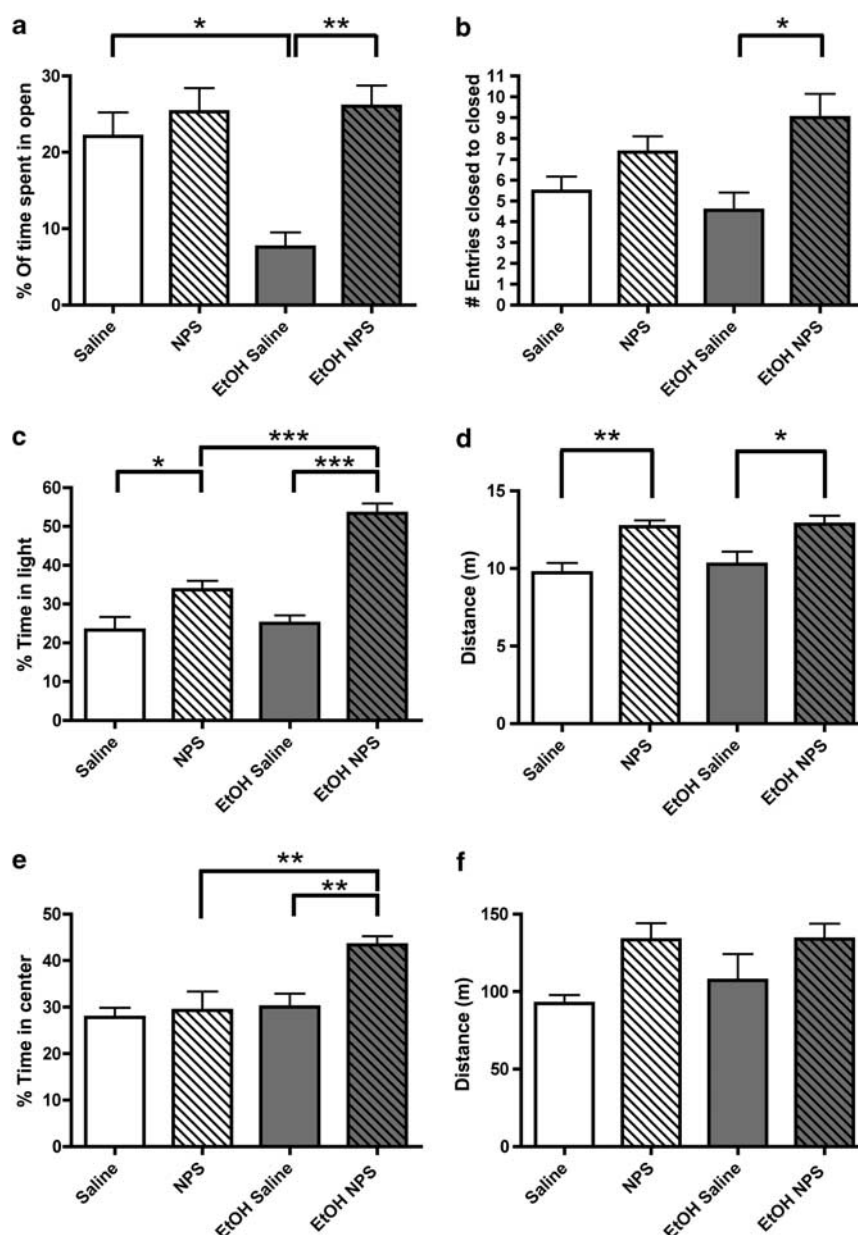 a
* **
% Of time spent in open
30
20
10
0
Saline
NPS
EtOH Saline
EtOH NPS
b
*
# Entries closed to closed
11
10
9
8
7
6
5
4
3
2
1
0
Saline
NPS
EtOH Saline
EtOH NPS
c
***
* ***
% Time in light
60
50
40
30
20
10
0
Saline
NPS
EtOH Saline
EtOH NPS
d
** *
Distance (m)
15
10
5
0
Saline
NPS
EtOH Saline
EtOH NPS
e
**
**
% Time in center
50
40
30
20
10
0
Saline
NPS
EtOH Saline
EtOH NPS
f
Distance (m)
150
100
50
0
Saline
NPS
EtOH Saline
EtOH NPS